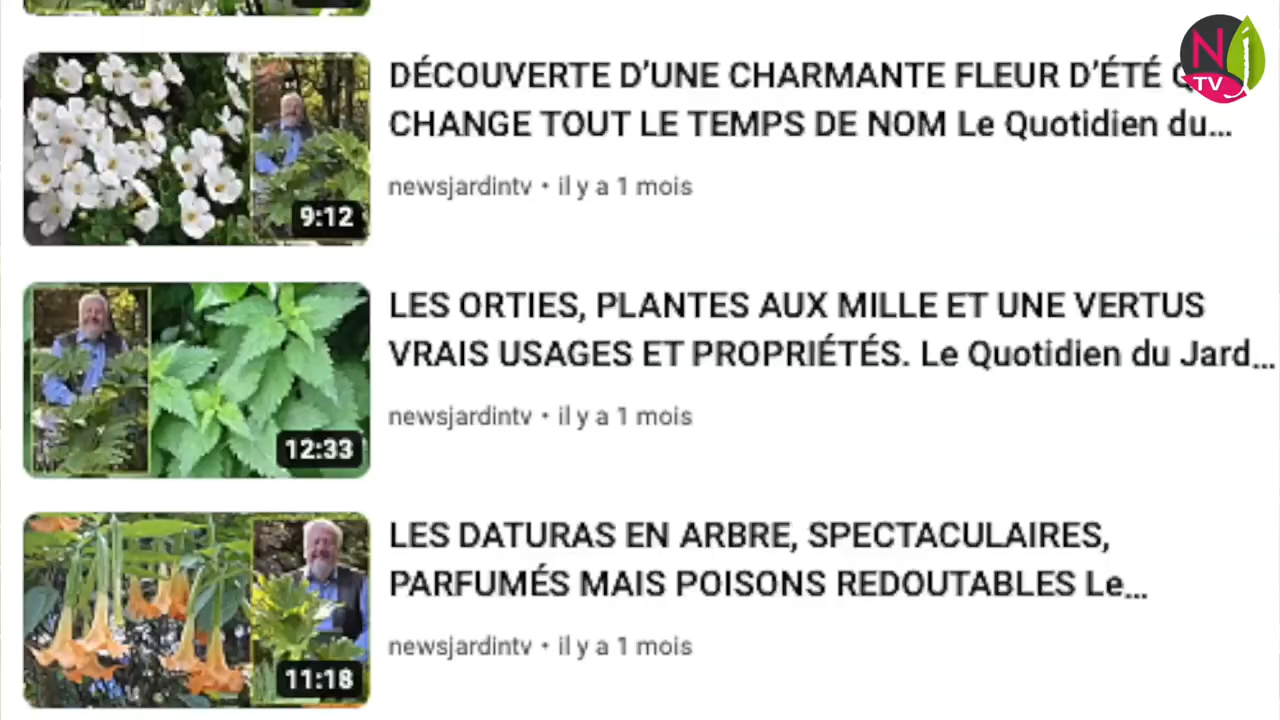 NJ
TV
DÉCOUVERTE D’UNE CHARMANTE FLEUR D’ÉTÉ
CHANGE TOUT LE TEMPS DE NOM Le Quotidien du...
newsjardintv • il y a 1 mois
9:12
LES ORTIES, PLANTES AUX MILLE ET UNE VERTUS
VRAIS USAGES ET PROPRIÉTÉS. Le Quotidien du Jard...
newsjardintv • il y a 1 mois
12:33
LES DATURAS EN ARBRE, SPECTACULAIRES,
PARFUMÉS MAIS POISONS REDOUTABLES Le...
newsjardintv • il y a 1 mois
11:18